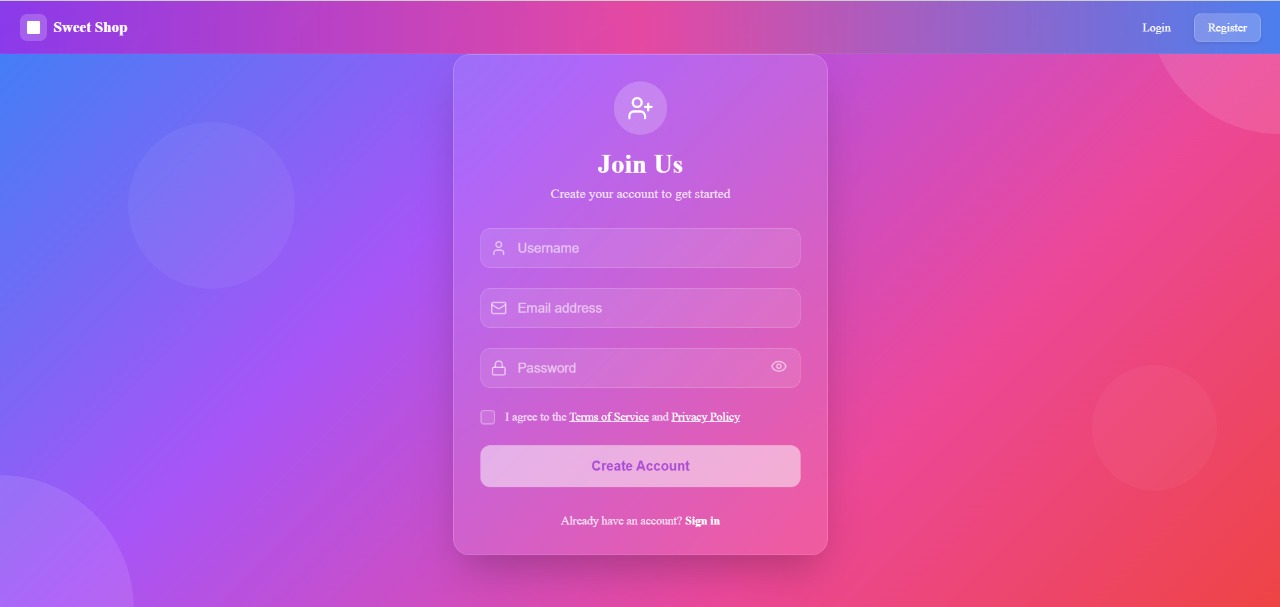 Sweet Shop
Login
Register
Join Us
Create your account to get started
Username
Email address
Password
I agree to the Terms of Service and Privacy Policy
Create Account
Already have an account? Sign in